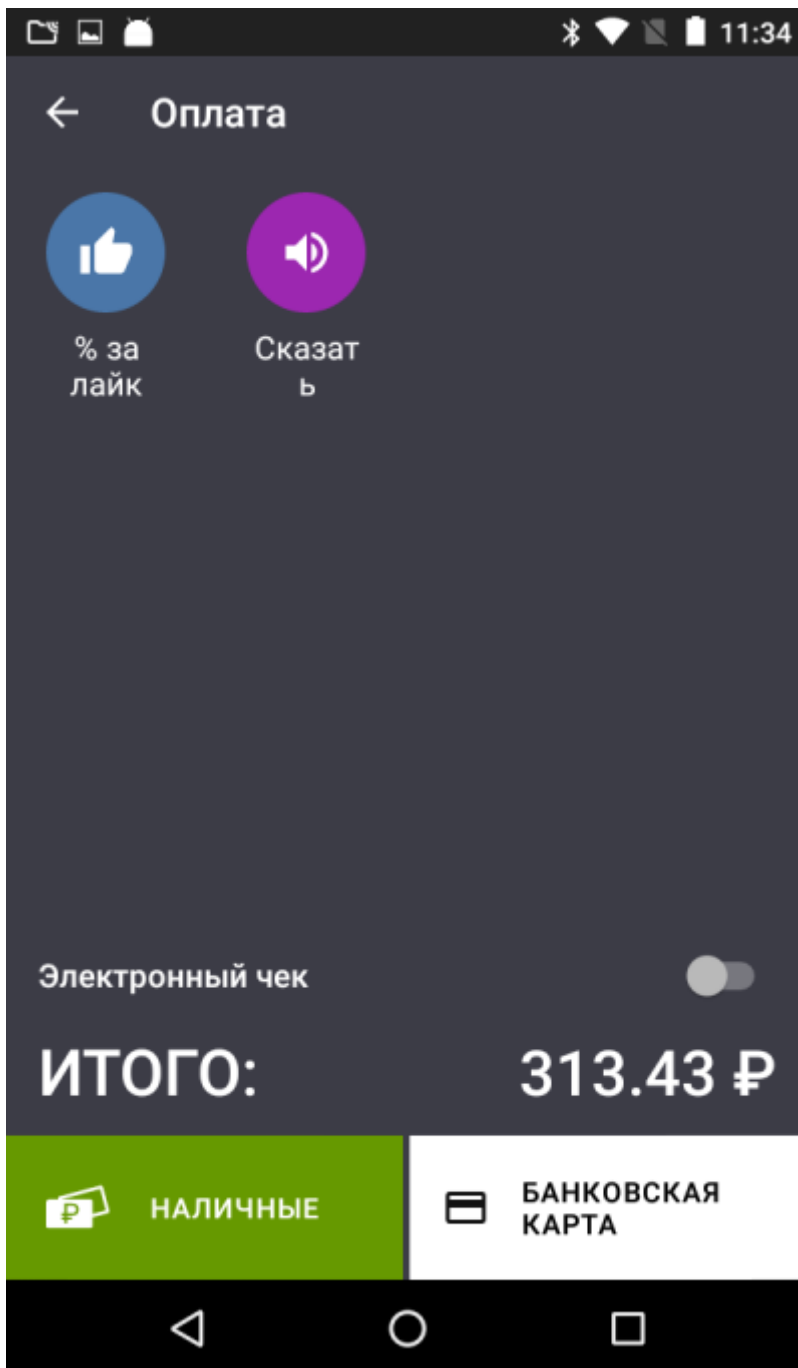 11:34
Оплата
% за
лайк
Сказат
ь
Электронный чек
ИТОГО:
313.43 ₽
НАЛИЧНЫЕ
БАНКОВСКАЯ
КАРТА